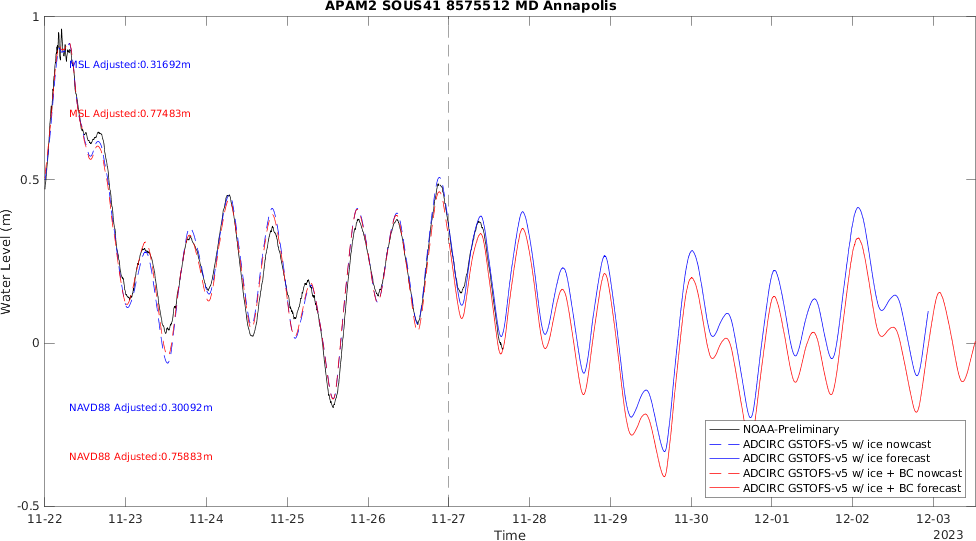 APAM2 SOUS41 8575512 MD Annapolis
1
MSL Adjusted:0.31692m
MSL Adjusted:0.77483m
0.5
Water Level (m)
0
NAVD88 Adjusted:0.30092m
NAVD88 Adjusted:0.75883m
-0.5
NOAA-Preliminary
ADCIRC GSTOFS-v5 w/ ice nowcast
ADCIRC GSTOFS-v5 w/ ice forecast
ADCIRC GSTOFS-v5 w/ ice + BC nowcast
ADCIRC GSTOFS-v5 w/ ice + BC forecast
11-22 11-23 11-24 11-25 11-26 11-27 11-28 11-29 11-30 12-01 12-02 12-03
Time
2023